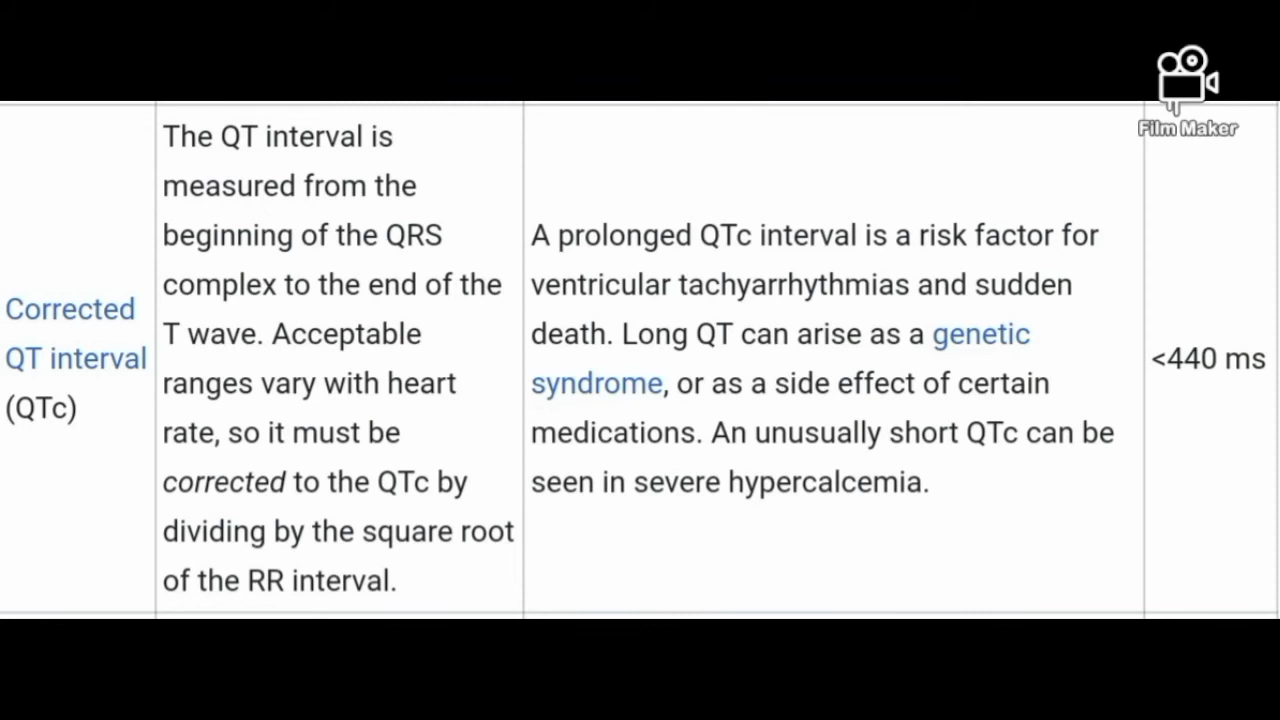 Film Maker
Corrected
QT interval
(QTc)
The QT interval is
measured from the
beginning of the QRS
complex to the end of the
T wave. Acceptable
ranges vary with heart
rate, so it must be
corrected to the QTc by
dividing by the square root
of the RR interval.
A prolonged QTc interval is a risk factor for
ventricular tachyarrhythmias and sudden
death. Long QT can arise as a genetic
syndrome, or as a side effect of certain
medications. An unusually short QTc can be
seen in severe hypercalcemia.
<440 ms